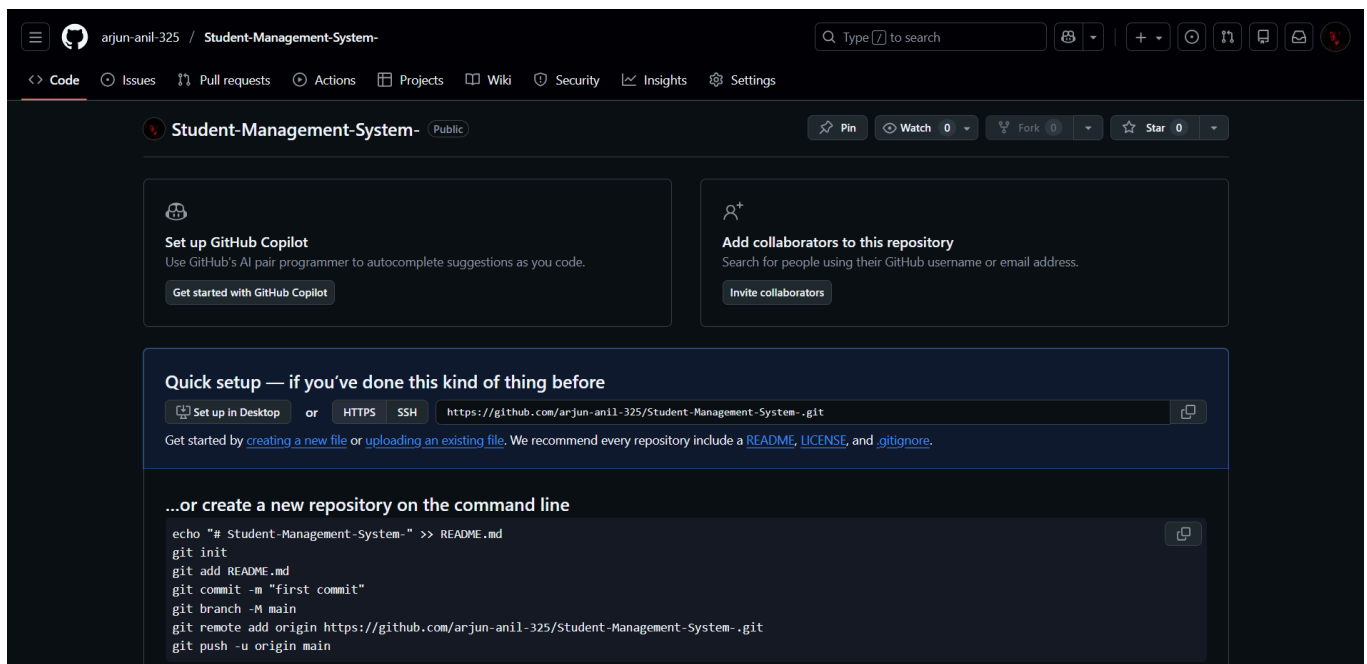 arjun-anil-325 / Student-Management-System-
Type / to search
Code Issues Pull requests Actions Projects Wiki Security Insights Settings
Student-Management-System- Public
Pin Watch 0 Fork 0 Star 0
Set up GitHub Copilot
Use GitHub's AI pair programmer to autocomplete suggestions as you code.
Get started with GitHub Copilot
Add collaborators to this repository
Search for people using their GitHub username or email address.
Invite collaborators
Quick setup — if you've done this kind of thing before
Set up in Desktop or HTTPS SSH https://github.com/arjun-anil-325/Student-Management-System-.git
Get started by creating a new file or uploading an existing file. We recommend every repository include a README, LICENSE, and .gitignore.
...or create a new repository on the command line
echo "# Student-Management-System-" >> README.md
git init
git add README.md
git commit -m "first commit"
git branch -M main
git remote add origin https://github.com/arjun-anil-325/Student-Management-System-.git
git push -u origin main